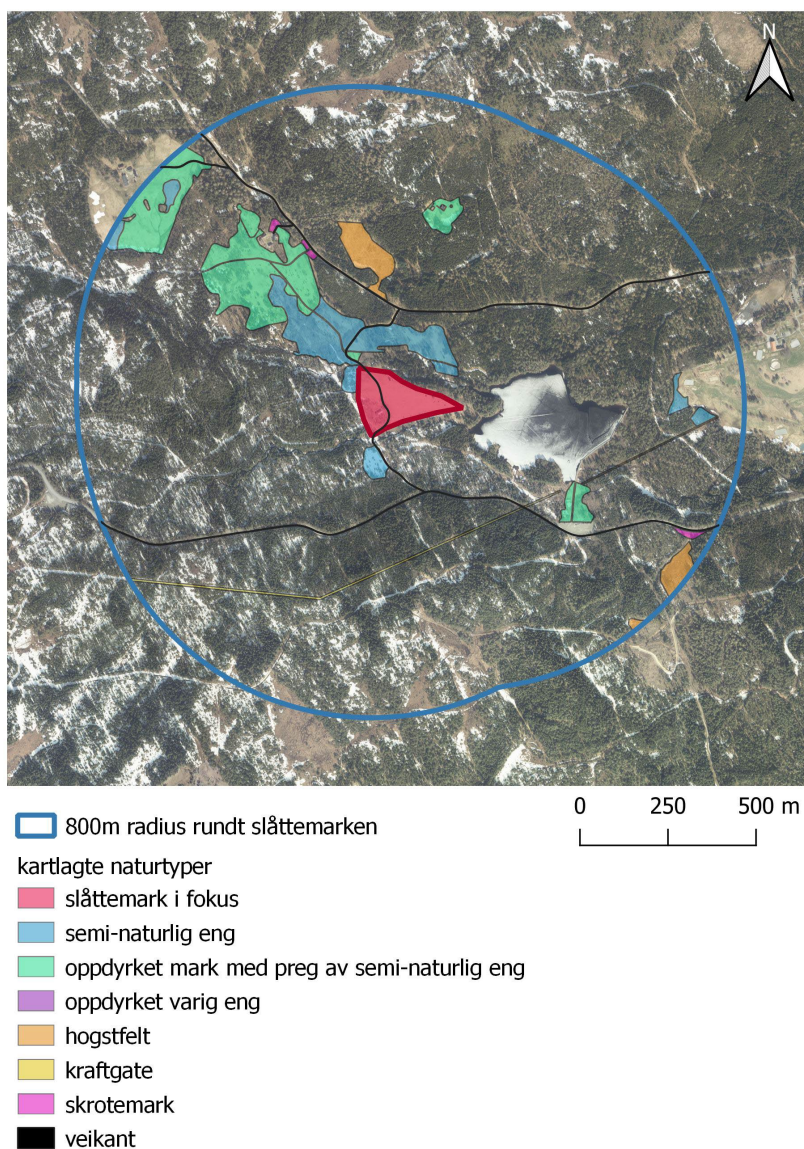 N
0 250 500 m
800m radius rundt slåttemarken
kartlagte naturtyper
slåttemark i fokus
semi-naturlig eng
oppdyrket mark med preg av semi-naturlig eng
oppdyrket varig eng
hogstfelt
kraftgate
skrotemark
veikant